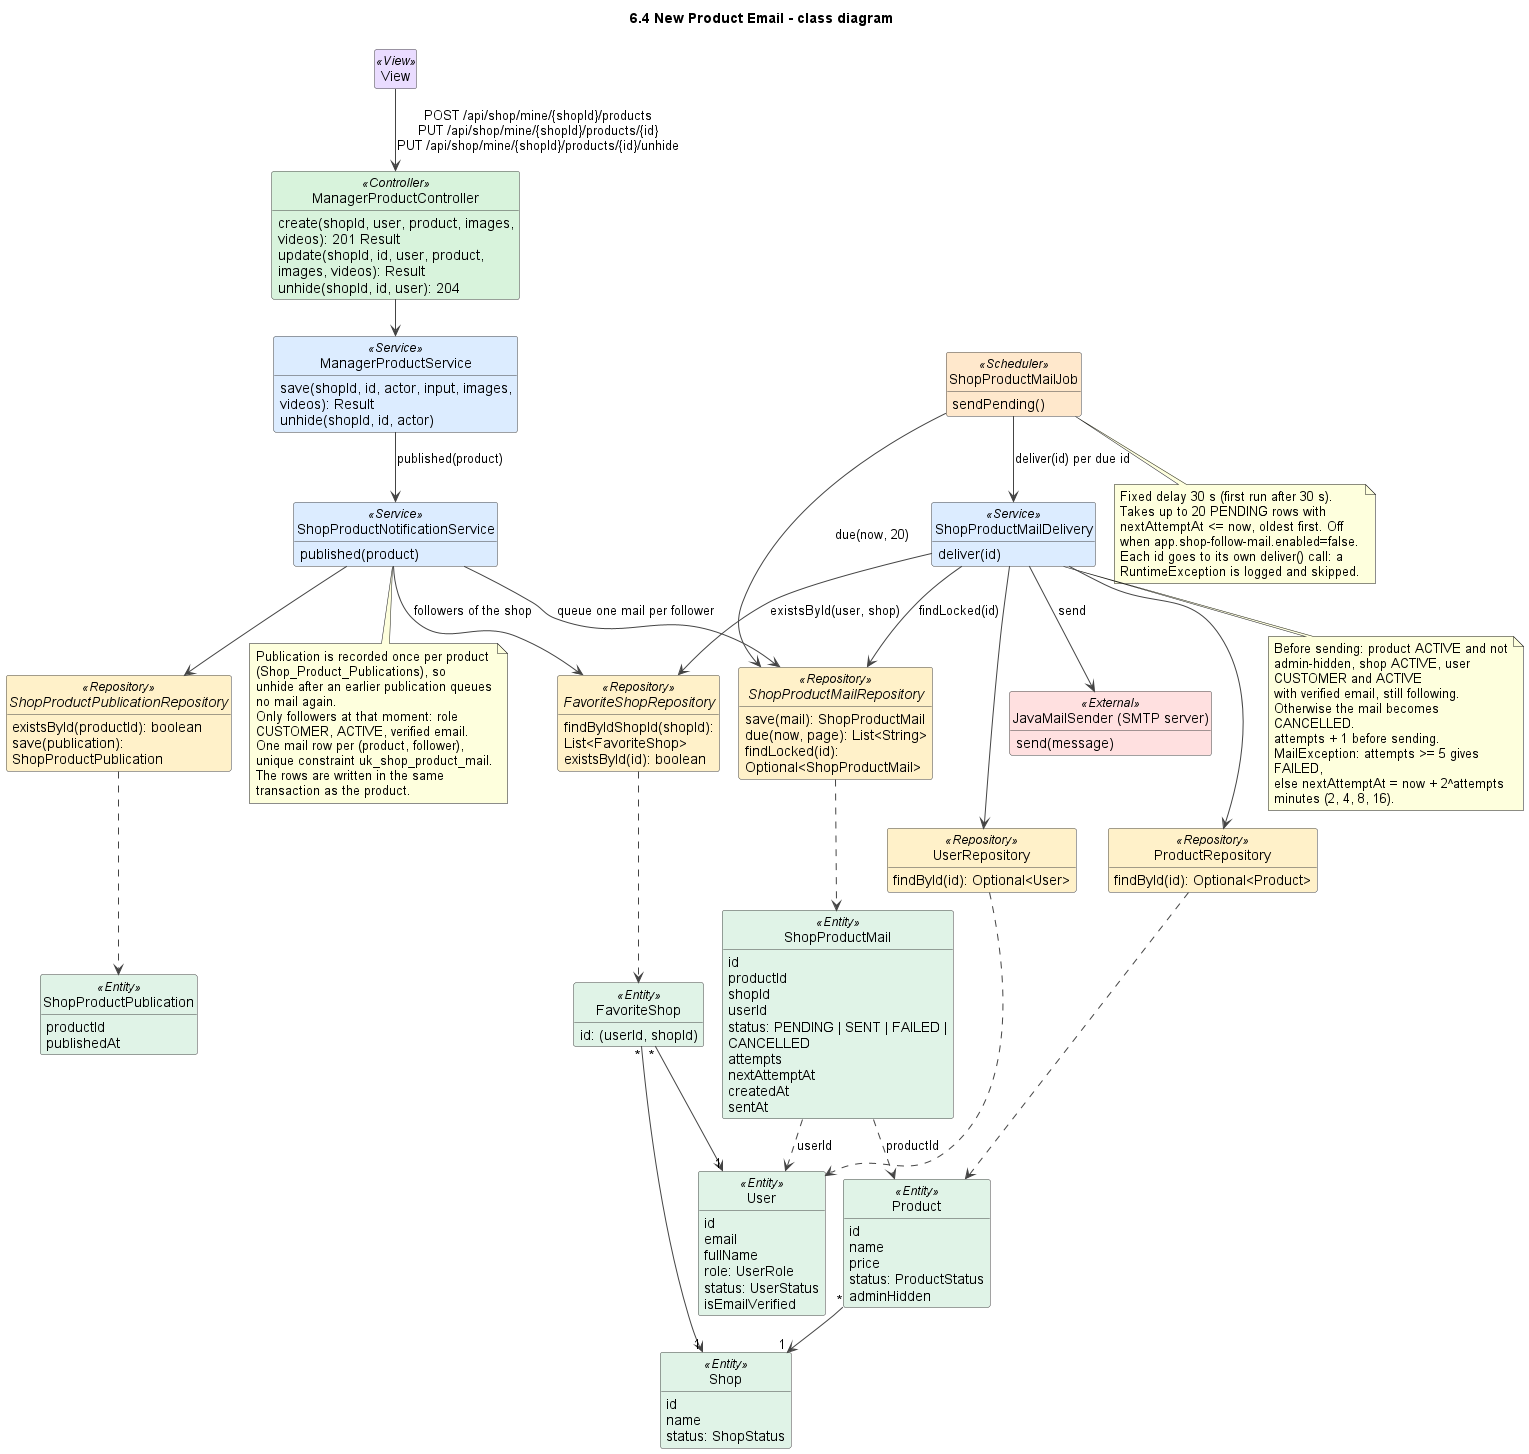 6.4 New Product Email - class diagram
«View»
View
POST /api/shop/mine/{shopId}/products
PUT /api/shop/mine/{shopId}/products/{id}
PUT /api/shop/mine/{shopId}/products/{id}/unhide
«Controller»
ManagerProductController
create(shopId, user, product, images,
videos): 201 Result
update(shopId, id, user, product,
images, videos): Result
unhide(shopId, id, user): 204
«Service»
ManagerProductService
save(shopId, id, actor, input, images,
videos): Result
unhide(shopId, id, actor)
«Scheduler»
ShopProductMailJob
sendPending()
published(product)
deliver(id) per due id
Fixed delay 30 s (first run after 30 s).
Takes up to 20 PENDING rows with
nextAttemptAt <= now, oldest first. Off
when app.shop-follow-mail.enabled=false.
Each id goes to its own deliver() call: a
RuntimeException is logged and skipped.
«Service»
ShopProductNotificationService
published(product)
due(now, 20)
«Service»
ShopProductMailDelivery
deliver(id)
followers of the shop
queue one mail per follower
existsById(user, shop)
findLocked(id)
send
Publication is recorded once per product
(Shop_Product_Publications), so
unhide after an earlier publication queues
no mail again.
Only followers at that moment: role
CUSTOMER, ACTIVE, verified email.
One mail row per (product, follower),
unique constraint uk_shop_product_mail.
The rows are written in the same
transaction as the product.
Before sending: product ACTIVE and not
admin-hidden, shop ACTIVE, user
CUSTOMER and ACTIVE
with verified email, still following.
Otherwise the mail becomes
CANCELLED.
attempts + 1 before sending.
MailException: attempts >= 5 gives
FAILED,
else nextAttemptAt = now + 2^attempts
minutes (2, 4, 8, 16).
«Repository»
ShopProductPublicationRepository
existsById(productId): boolean
save(publication):
ShopProductPublication
«Repository»
FavoriteShopRepository
findByIdShopId(shopId):
List<FavoriteShop>
existsById(id): boolean
«Repository»
ShopProductMailRepository
save(mail): ShopProductMail
due(now, page): List<String>
findLocked(id):
Optional<ShopProductMail>
«External»
JavaMailSender (SMTP server)
send(message)
«Repository»
UserRepository
findById(id): Optional<User>
«Repository»
ProductRepository
findById(id): Optional<Product>
«Entity»
ShopProductPublication
productId
publishedAt
«Entity»
FavoriteShop
id: (userId, shopId)
«Entity»
ShopProductMail
id
productId
shopId
userId
status: PENDING | SENT | FAILED |
CANCELLED
attempts
nextAttemptAt
createdAt
sentAt
*
*
userId
productId
1
«Entity»
User
id
email
fullName
role: UserRole
status: UserStatus
isEmailVerified
«Entity»
Product
id
name
price
status: ProductStatus
adminHidden
*
1
1
«Entity»
Shop
id
name
status: ShopStatus